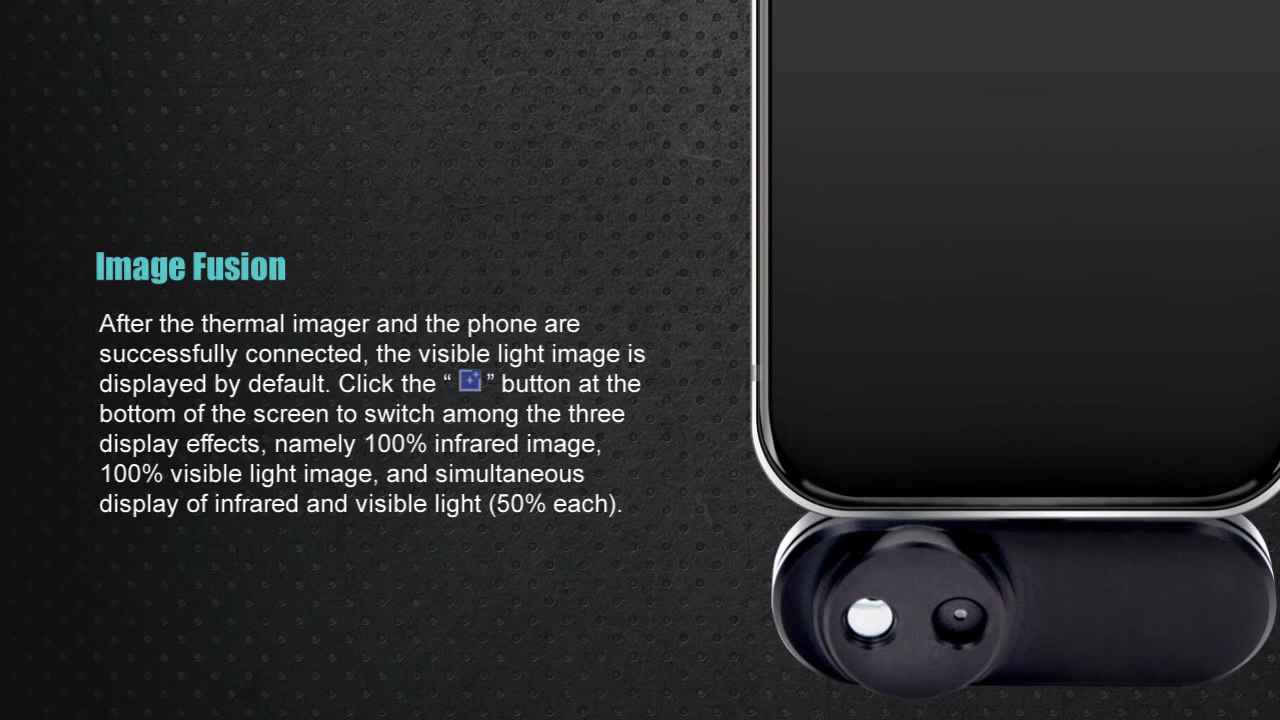 Image Fusion
After the thermal imager and the phone are
successfully connected, the visible light image is
displayed by default. Click the “ ” button at the
bottom of the screen to switch among the three
display effects, namely 100% infrared image,
100% visible light image, and simultaneous
display of infrared and visible light (50% each).